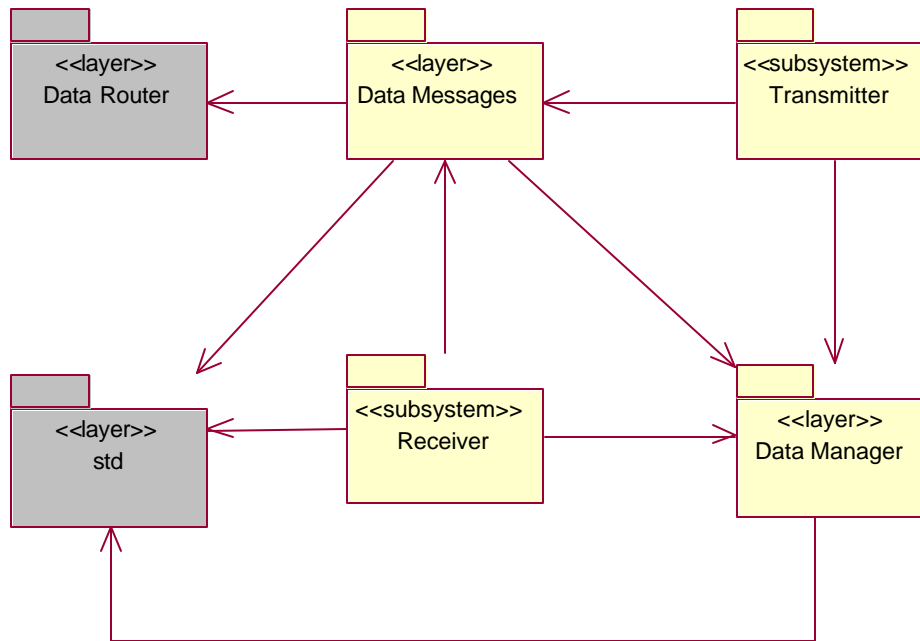 <<layer>>
Data Router
<<layer>>
Data Messages
<<subsystem>>
Transmitter
<<layer>>
std
<<subsystem>>
Receiver
<<layer>>
Data Manager